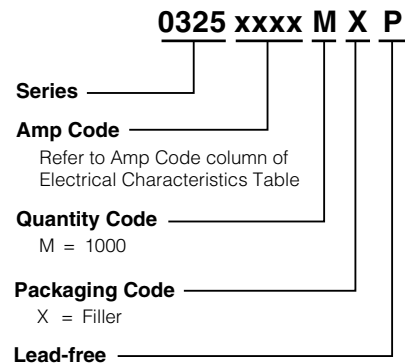 0325 xxxx M X P
Series
Amp Code
Refer to Amp Code column of
Electrical Characteristics Table
Quantity Code
M = 1000
Packaging Code
X = Filler
Lead-free